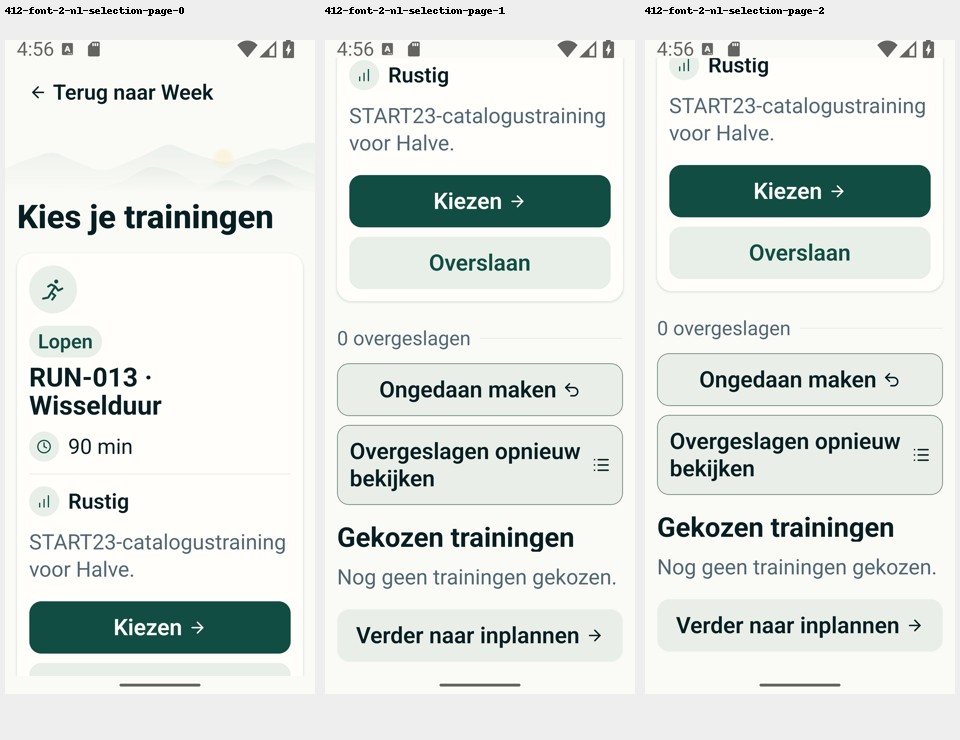 412-font-2-nl-selection-page-0
4:56
Terug naar Week
Kies je trainingen
Lopen
RUN-013 ·
Wisselduur
90 min
Rustig
START23-catalogustraining
voor Halve.
Kiezen
412-font-2-nl-selection-page-1
4:56
Rustig
START23-catalogustraining
voor Halve.
Kiezen
Overslaan
0 overgeslagen
Ongedaan maken
Overgeslagen opnieuw
bekijken
Gekozen trainingen
Nog geen trainingen gekozen.
Verder naar inplannen
412-font-2-nl-selection-page-2
4:56
Rustig
START23-catalogustraining
voor Halve.
Kiezen
Overslaan
0 overgeslagen
Ongedaan maken
Overgeslagen opnieuw
bekijken
Gekozen trainingen
Nog geen trainingen gekozen.
Verder naar inplannen